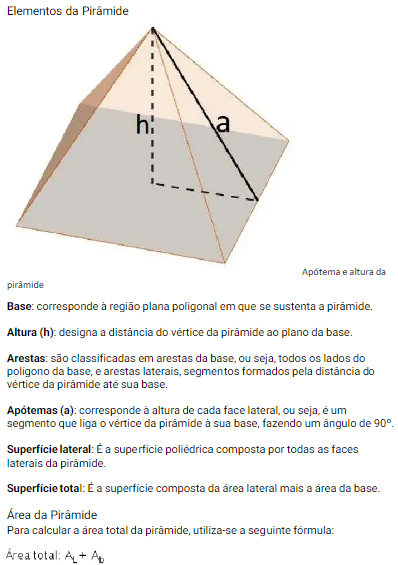 Elementos da Pirâmide
h
a
Apótema e altura da
pirâmide
Base: corresponde à região plana poligonal em que se sustenta a pirâmide.
Altura (h): designa a distância do vértice da pirâmide ao plano da base.
Arestas: são classificadas em arestas da base, ou seja, todos os lados do
polígono da base, e arestas laterais, segmentos formados pela distância do
vértice da pirâmide até sua base.
Apótemas (a): corresponde à altura de cada face lateral, ou seja, é um
segmento que liga o vértice da pirâmide à sua base, fazendo um ângulo de 90º.
Superfície lateral: É a superfície poliédrica composta por todas as faces
laterais da pirâmide.
Superfície total: É a superfície composta da área lateral mais a área da base.
Área da Pirâmide
Para calcular a área total da pirâmide, utiliza-se a seguinte fórmula:
Área total: AL + Ab